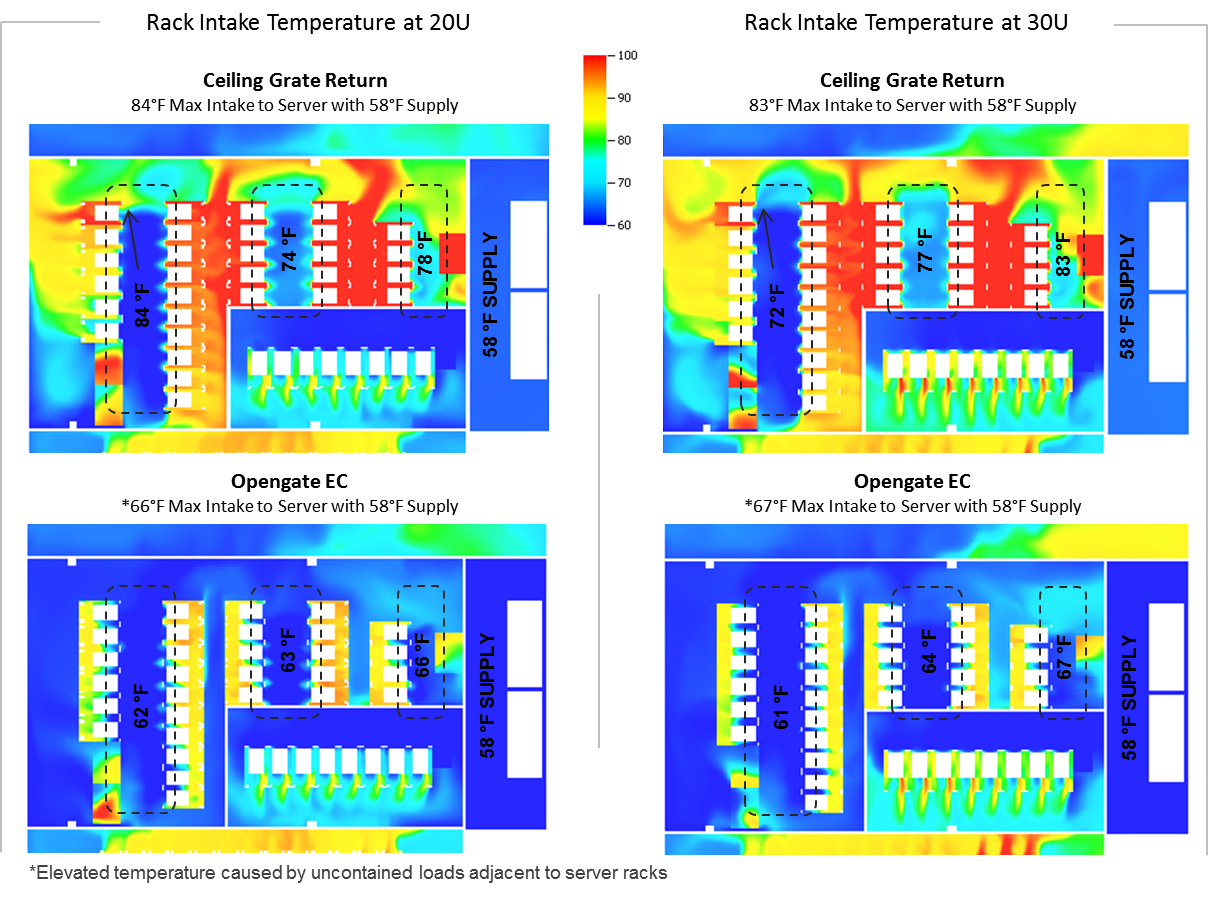 Rack Intake Temperature at 20U
Rack Intake Temperature at 30U
Ceiling Grate Return
84°F Max Intake to Server with 58°F Supply
100
90
80
70
60
Ceiling Grate Return
83°F Max Intake to Server with 58°F Supply
84 °F
74 °F
78 °F
58 °F SUPPLY
72 °F
77 °F
83 °F
58 °F SUPPLY
Opengate EC
*66°F Max Intake to Server with 58°F Supply
Opengate EC
*67°F Max Intake to Server with 58°F Supply
62 °F
63 °F
66 °F
58 °F SUPPLY
61 °F
64 °F
67 °F
58 °F SUPPLY
*Elevated temperature caused by uncontained loads adjacent to server racks